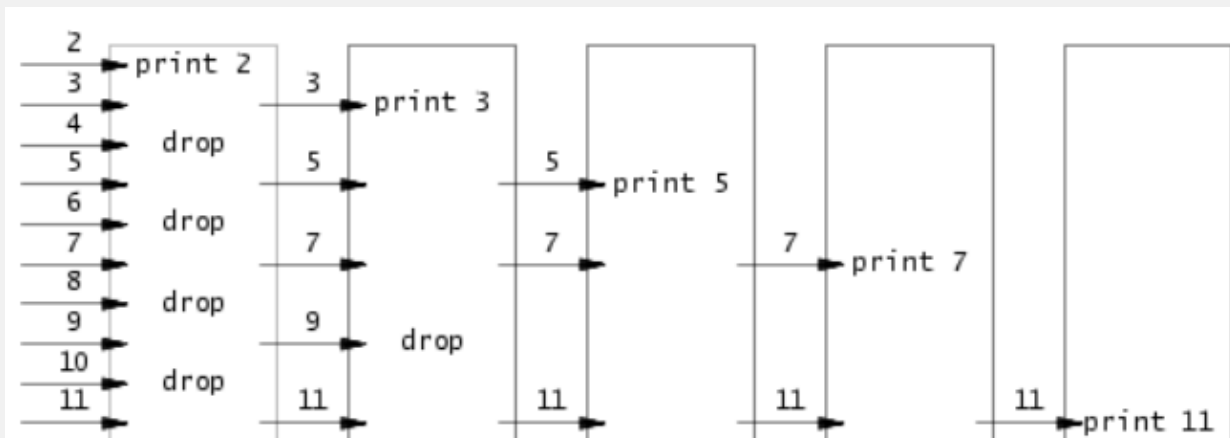 2 print 2
3 3 print 3
4 drop
5 5 5 print 5
6 drop
7 7 7 7 print 7
8 drop
9 9 drop
10 drop
11 11 11 11 11 print 11